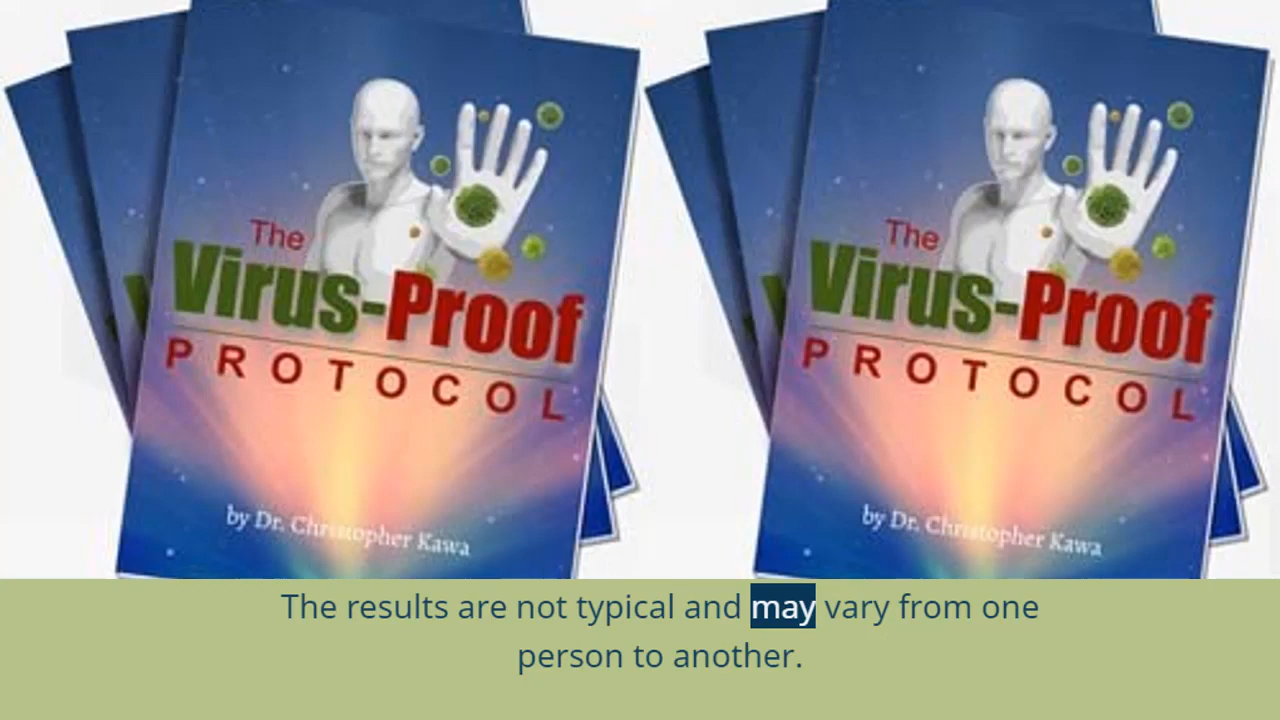 The
Virus-Proof
PROTOCOL
by Dr. Christopher Kawa
The
Virus-Proof
PROTOCOL
by Dr. Christopher Kawa
The results are not typical and may vary from one
person to another.